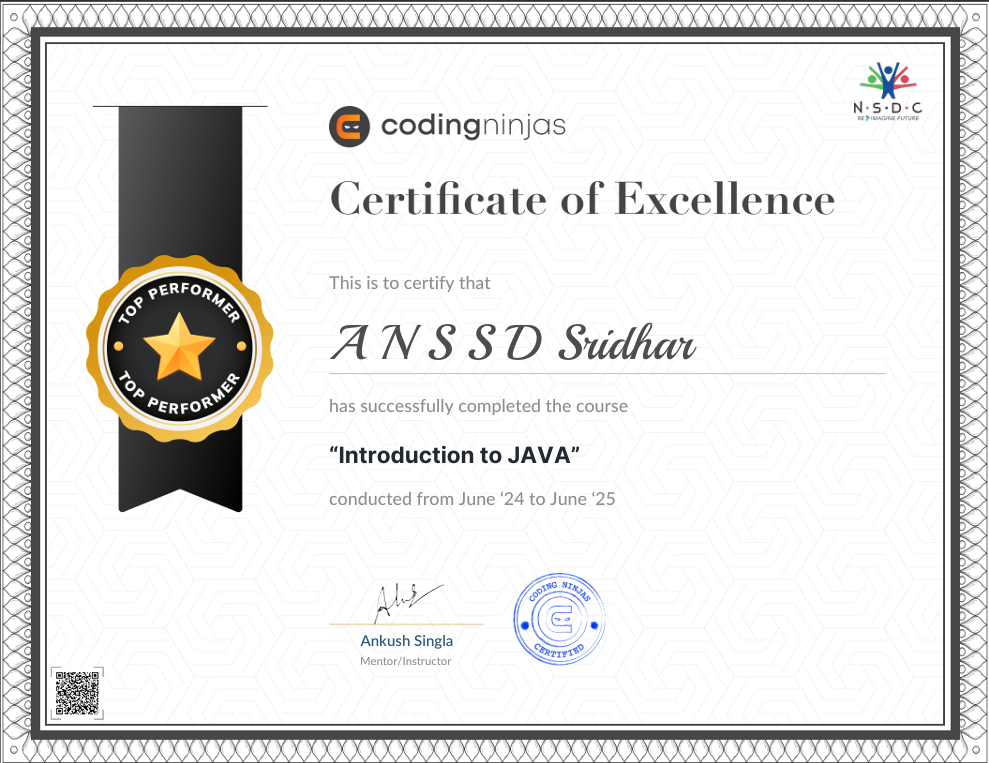 N·S·D·C
RE IMAGINE FUTURE
codingninjas
Certificate of Excellence
TOP PERFORMER
TOP PERFORMER
This is to certify that
A N S S D Sridhar
has successfully completed the course
“Introduction to JAVA”
conducted from June ‘24 to June ‘25
Ankush Singla
Mentor/Instructor
CODING NINJAS
CERTIFIED